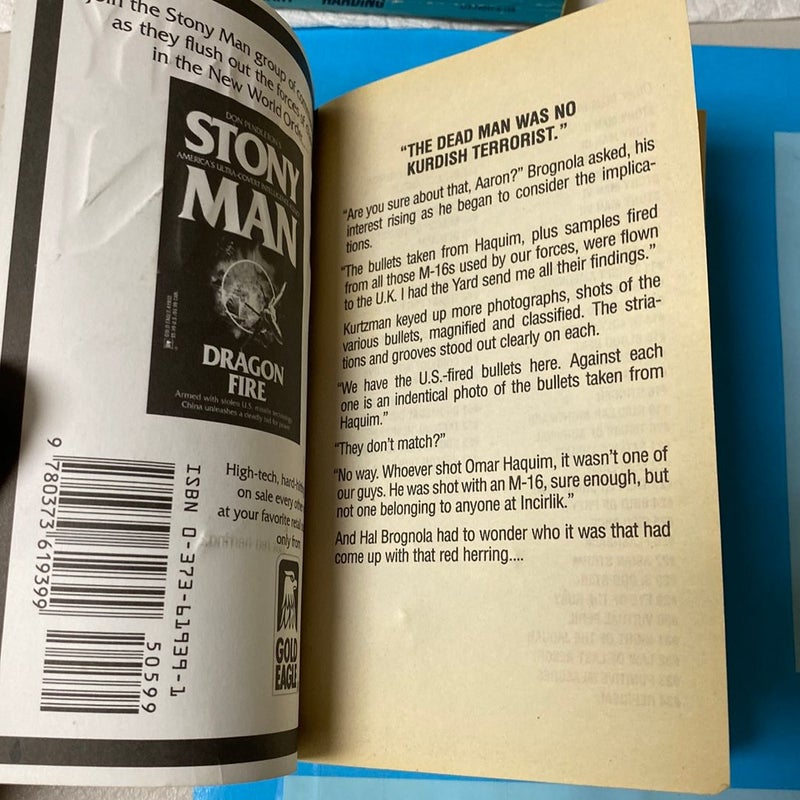 HARDING
join the Stony Man group of
as they flush out the forces of
in the New World Order
DON PENDLETON'S
STONY
AMERICA'S ULTRA-COVERT INTELLIGENCE
MAN
DRAGON
FIRE
Armed with stolen U.S. missile technology
China unleashes a deadly bid for power
High-tech, hard-hitting
on sale every other
at your favorite retail
only from
GOLD
EAGLE
9 780373 619399
ISBN 0-373-61939-1
50599
"THE DEAD MAN WAS NO
KURDISH TERRORIST."
"Are you sure about that, Aaron?" Brognola asked, his
interest rising as he began to consider the implica-
tions.
"The bullets taken from Haquim, plus samples fired
from all those M-16s used by our forces, were flown
to the U.K. I had the Yard send me all their findings."
Kurtzman keyed up more photographs, shots of the
various bullets, magnified and classified. The stria-
tions and grooves stood out clearly on each.
"We have the U.S.-fired bullets here. Against each
one is an indentical photo of the bullets taken from
Haquim."
"They don't match?"
"No way. Whoever shot Omar Haquim, it wasn't one of
our guys. He was shot with an M-16, sure enough, but
not one belonging to anyone at Incirlik."
And Hal Brognola had to wonder who it was that had
come up with that red herring....